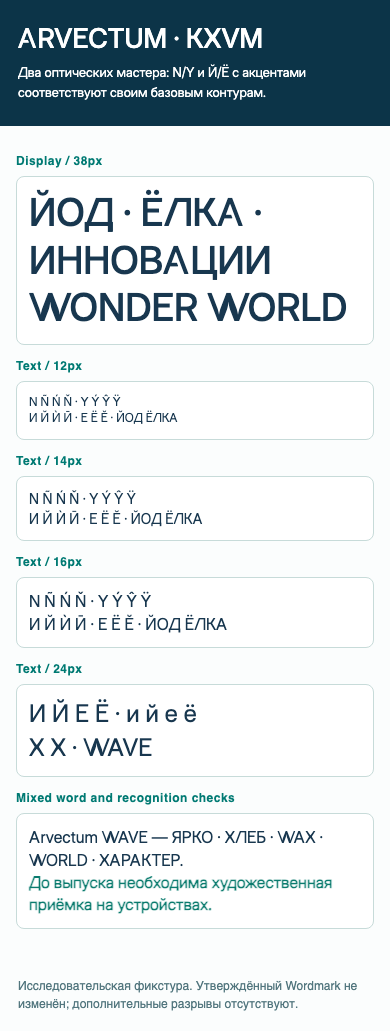 ARVECTUM · KXVM
Два оптических мастера: N/Y и Й/Ё с акцентами
соответствуют своим базовым контурам.
Display / 38px
ЙОД · ЁЛКА ·
ИННОВАЦИИ
WONDER WORLD
Text / 12px
N Ñ Ń Ň · Y Ý Ŷ Ÿ
И Й Ѝ Ӣ · Е Ё Ĕ · ЙОД ЁЛКА
Text / 14px
N Ñ Ń Ň · Y Ý Ŷ Ÿ
И Й Ѝ Ӣ · Е Ё Ĕ · ЙОД ЁЛКА
Text / 16px
N Ñ Ń Ň · Y Ý Ŷ Ÿ
И Й Ѝ Ӣ · Е Ё Ĕ · ЙОД ЁЛКА
Text / 24px
И Й Е Ё · и й е ё
X Х · WAVE
Mixed word and recognition checks
Arvectum WAVE — ЯРКО · ХЛЕБ · WAX ·
WORLD · ХАРАКТЕР.
До выпуска необходима художественная
приёмка на устройствах.
Исследовательская фикстура. Утверждённый Wordmark не
изменён; дополнительные разрывы отсутствуют.